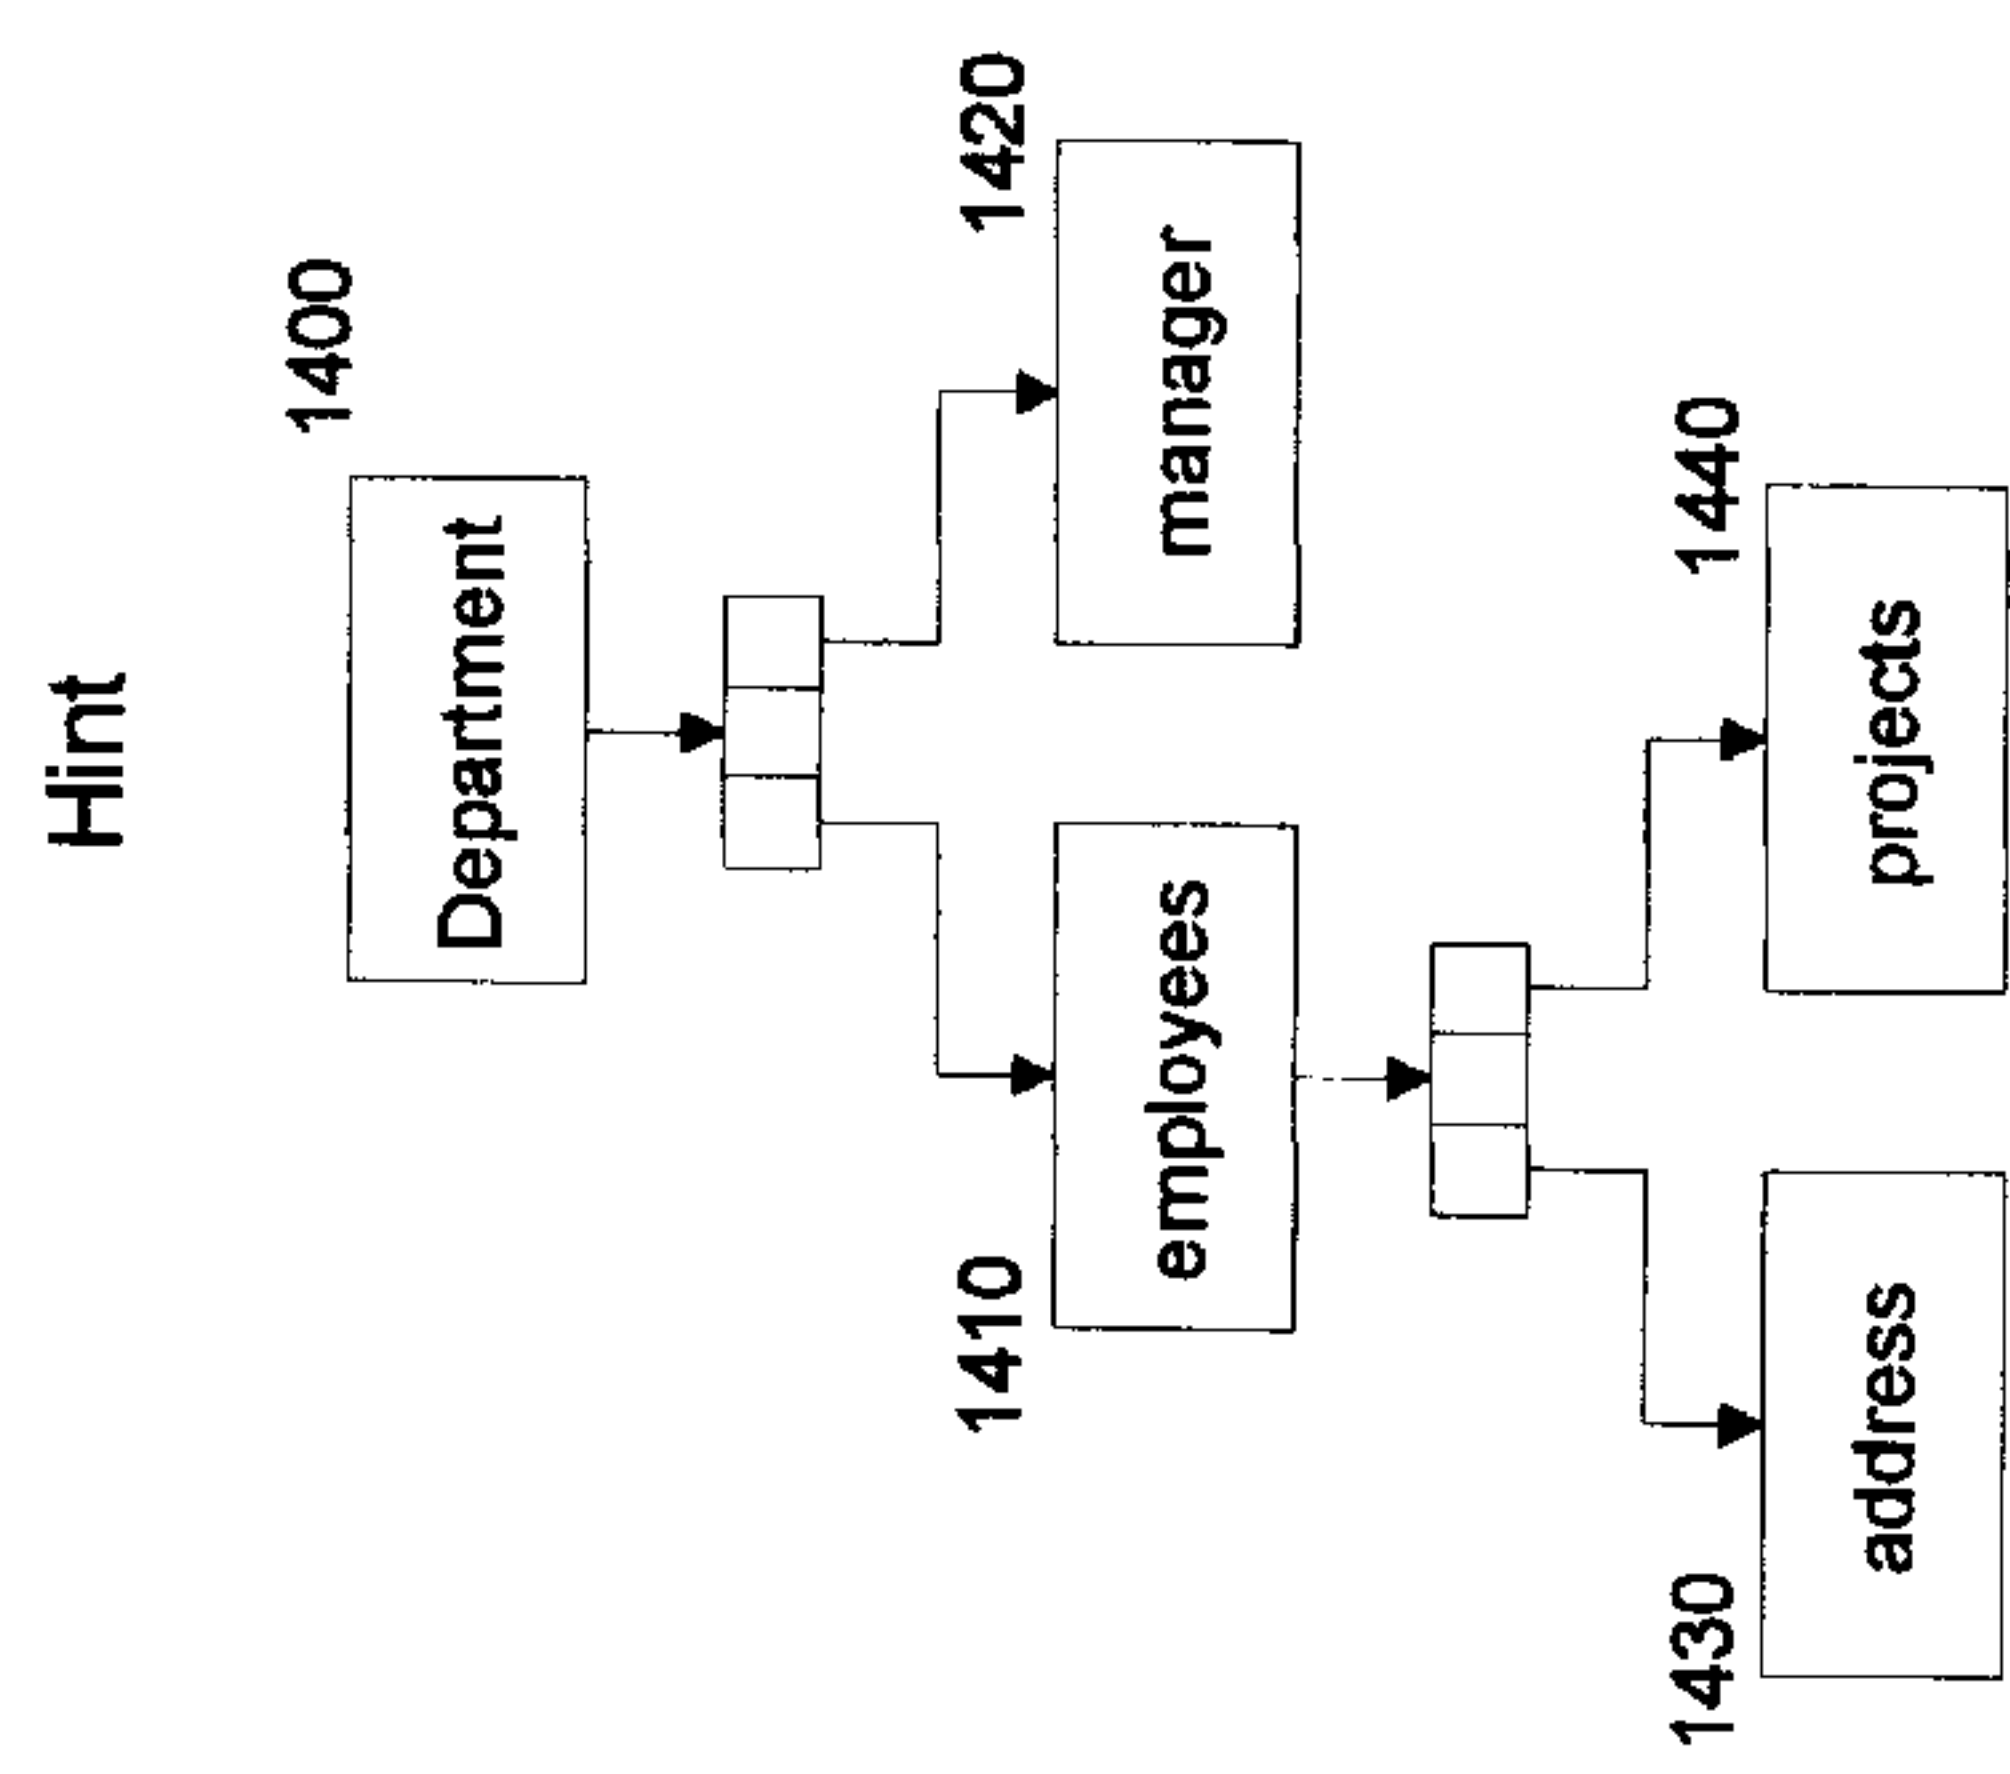 Hint
1400
Department
1410
1420
employees
manager
1430
1440
address
projects